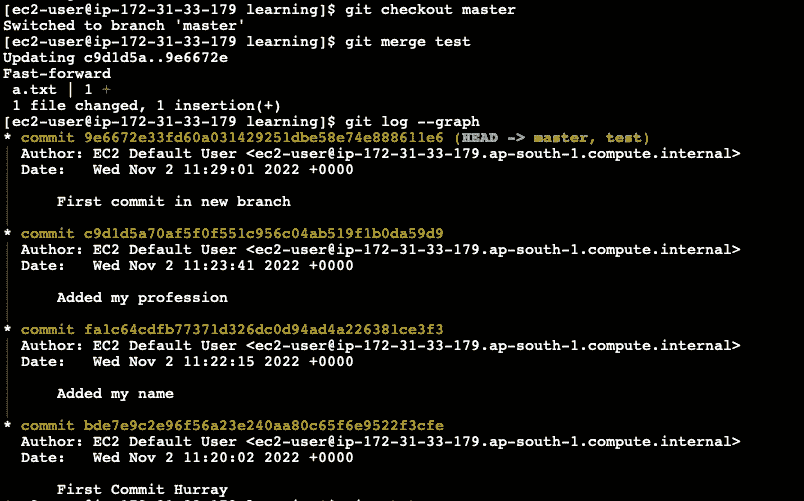 [ec2-user@ip-172-31-33-179 learning]$ git checkout master
Switched to branch 'master'
[ec2-user@ip-172-31-33-179 learning]$ git merge test
Updating c9d1d5a..9e6672e
Fast-forward
a.txt | 1 +
1 file changed, 1 insertion(+)
[ec2-user@ip-172-31-33-179 learning]$ git log --graph
* commit 9e6672e33fd60a031429251dbe58e74e888611e6 (HEAD -> master, test)
| Author: EC2 Default User <ec2-user@ip-172-31-33-179.ap-south-1.compute.internal>
| Date: Wed Nov 2 11:29:01 2022 +0000
|
| First commit in new branch
|
* commit c9d1d5a70af5f0f551c956c04ab519f1b0da59d9
| Author: EC2 Default User <ec2-user@ip-172-31-33-179.ap-south-1.compute.internal>
| Date: Wed Nov 2 11:23:41 2022 +0000
|
| Added my profession
|
* commit fa1c64cdfb77371d326dc0d94ad4a226381ce3f3
| Author: EC2 Default User <ec2-user@ip-172-31-33-179.ap-south-1.compute.internal>
| Date: Wed Nov 2 11:22:15 2022 +0000
|
| Added my name
|
* commit bde7e9c2e96f56a23e240aa80c65f6e9522f3cfe
Author: EC2 Default User <ec2-user@ip-172-31-33-179.ap-south-1.compute.internal>
Date: Wed Nov 2 11:20:02 2022 +0000
First Commit Hurray